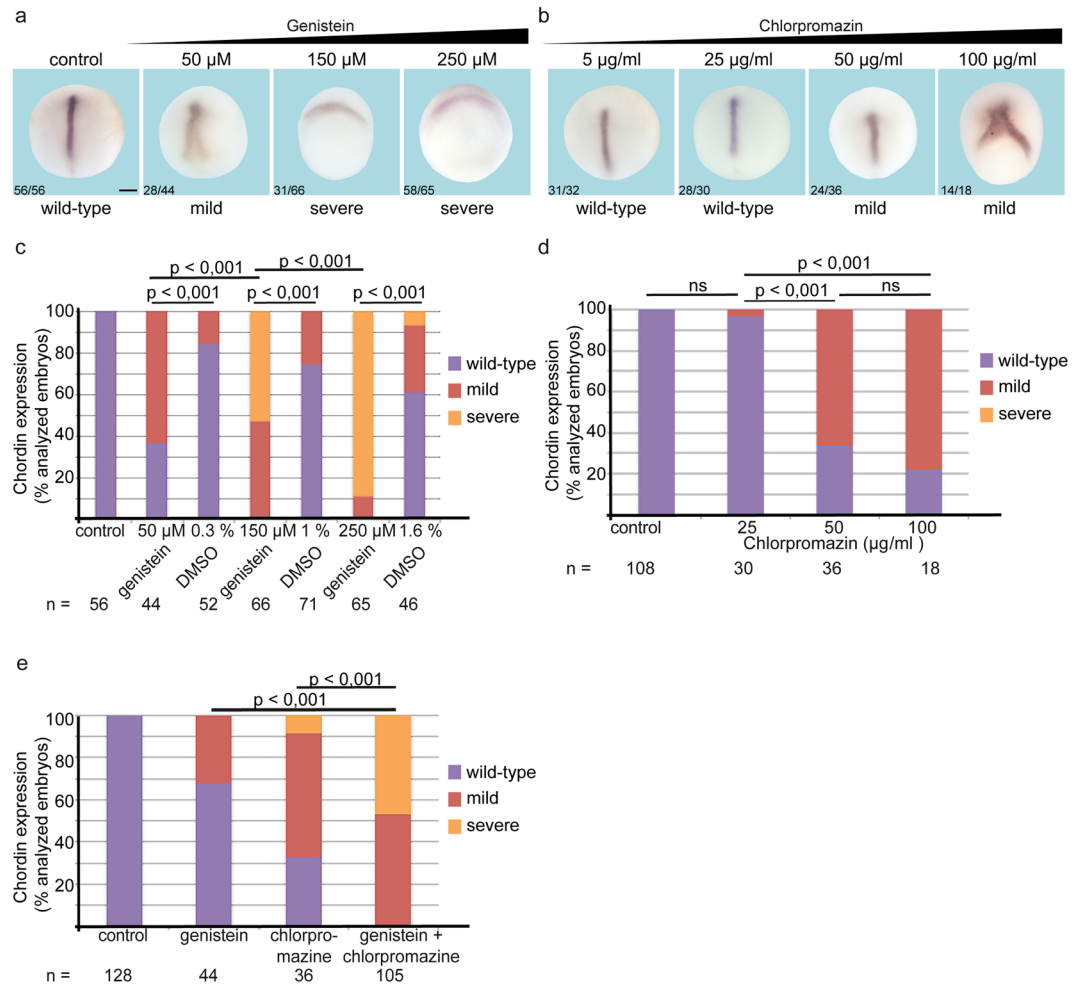 a
Genistein
control 50 µM 150 µM 250 µM
56/56 28/44 31/66 58/65
wild-type mild severe severe
b
Chlorpromazin
5 µg/ml 25 µg/ml 50 µg/ml 100 µg/ml
31/32 28/30 24/36 14/18
wild-type wild-type mild mild
c
p < 0,001 p < 0,001
p < 0,001 p < 0,001 p < 0,001
Chordin expression
(% analyzed embryos)
100
80
60
40
20
wild-type
mild
severe
control 50 µM 0.3 % 150 µM 1 % 250 µM 1.6 %
genistein DMSO genistein DMSO genistein DMSO
n = 56 44 52 66 71 65 46
d
p < 0,001
ns p < 0,001 ns
Chordin expression
(% analyzed embryos)
100
80
60
40
20
wild-type
mild
severe
control 25 50 100
Chlorpromazin (µg/ml )
n = 108 30 36 18
e
p < 0,001
p < 0,001
Chordin expression
(% analyzed embryos)
100
80
60
40
20
wild-type
mild
severe
control genistein chlorpro- genistein +
mazine chlorpromazine
n = 128 44 36 105